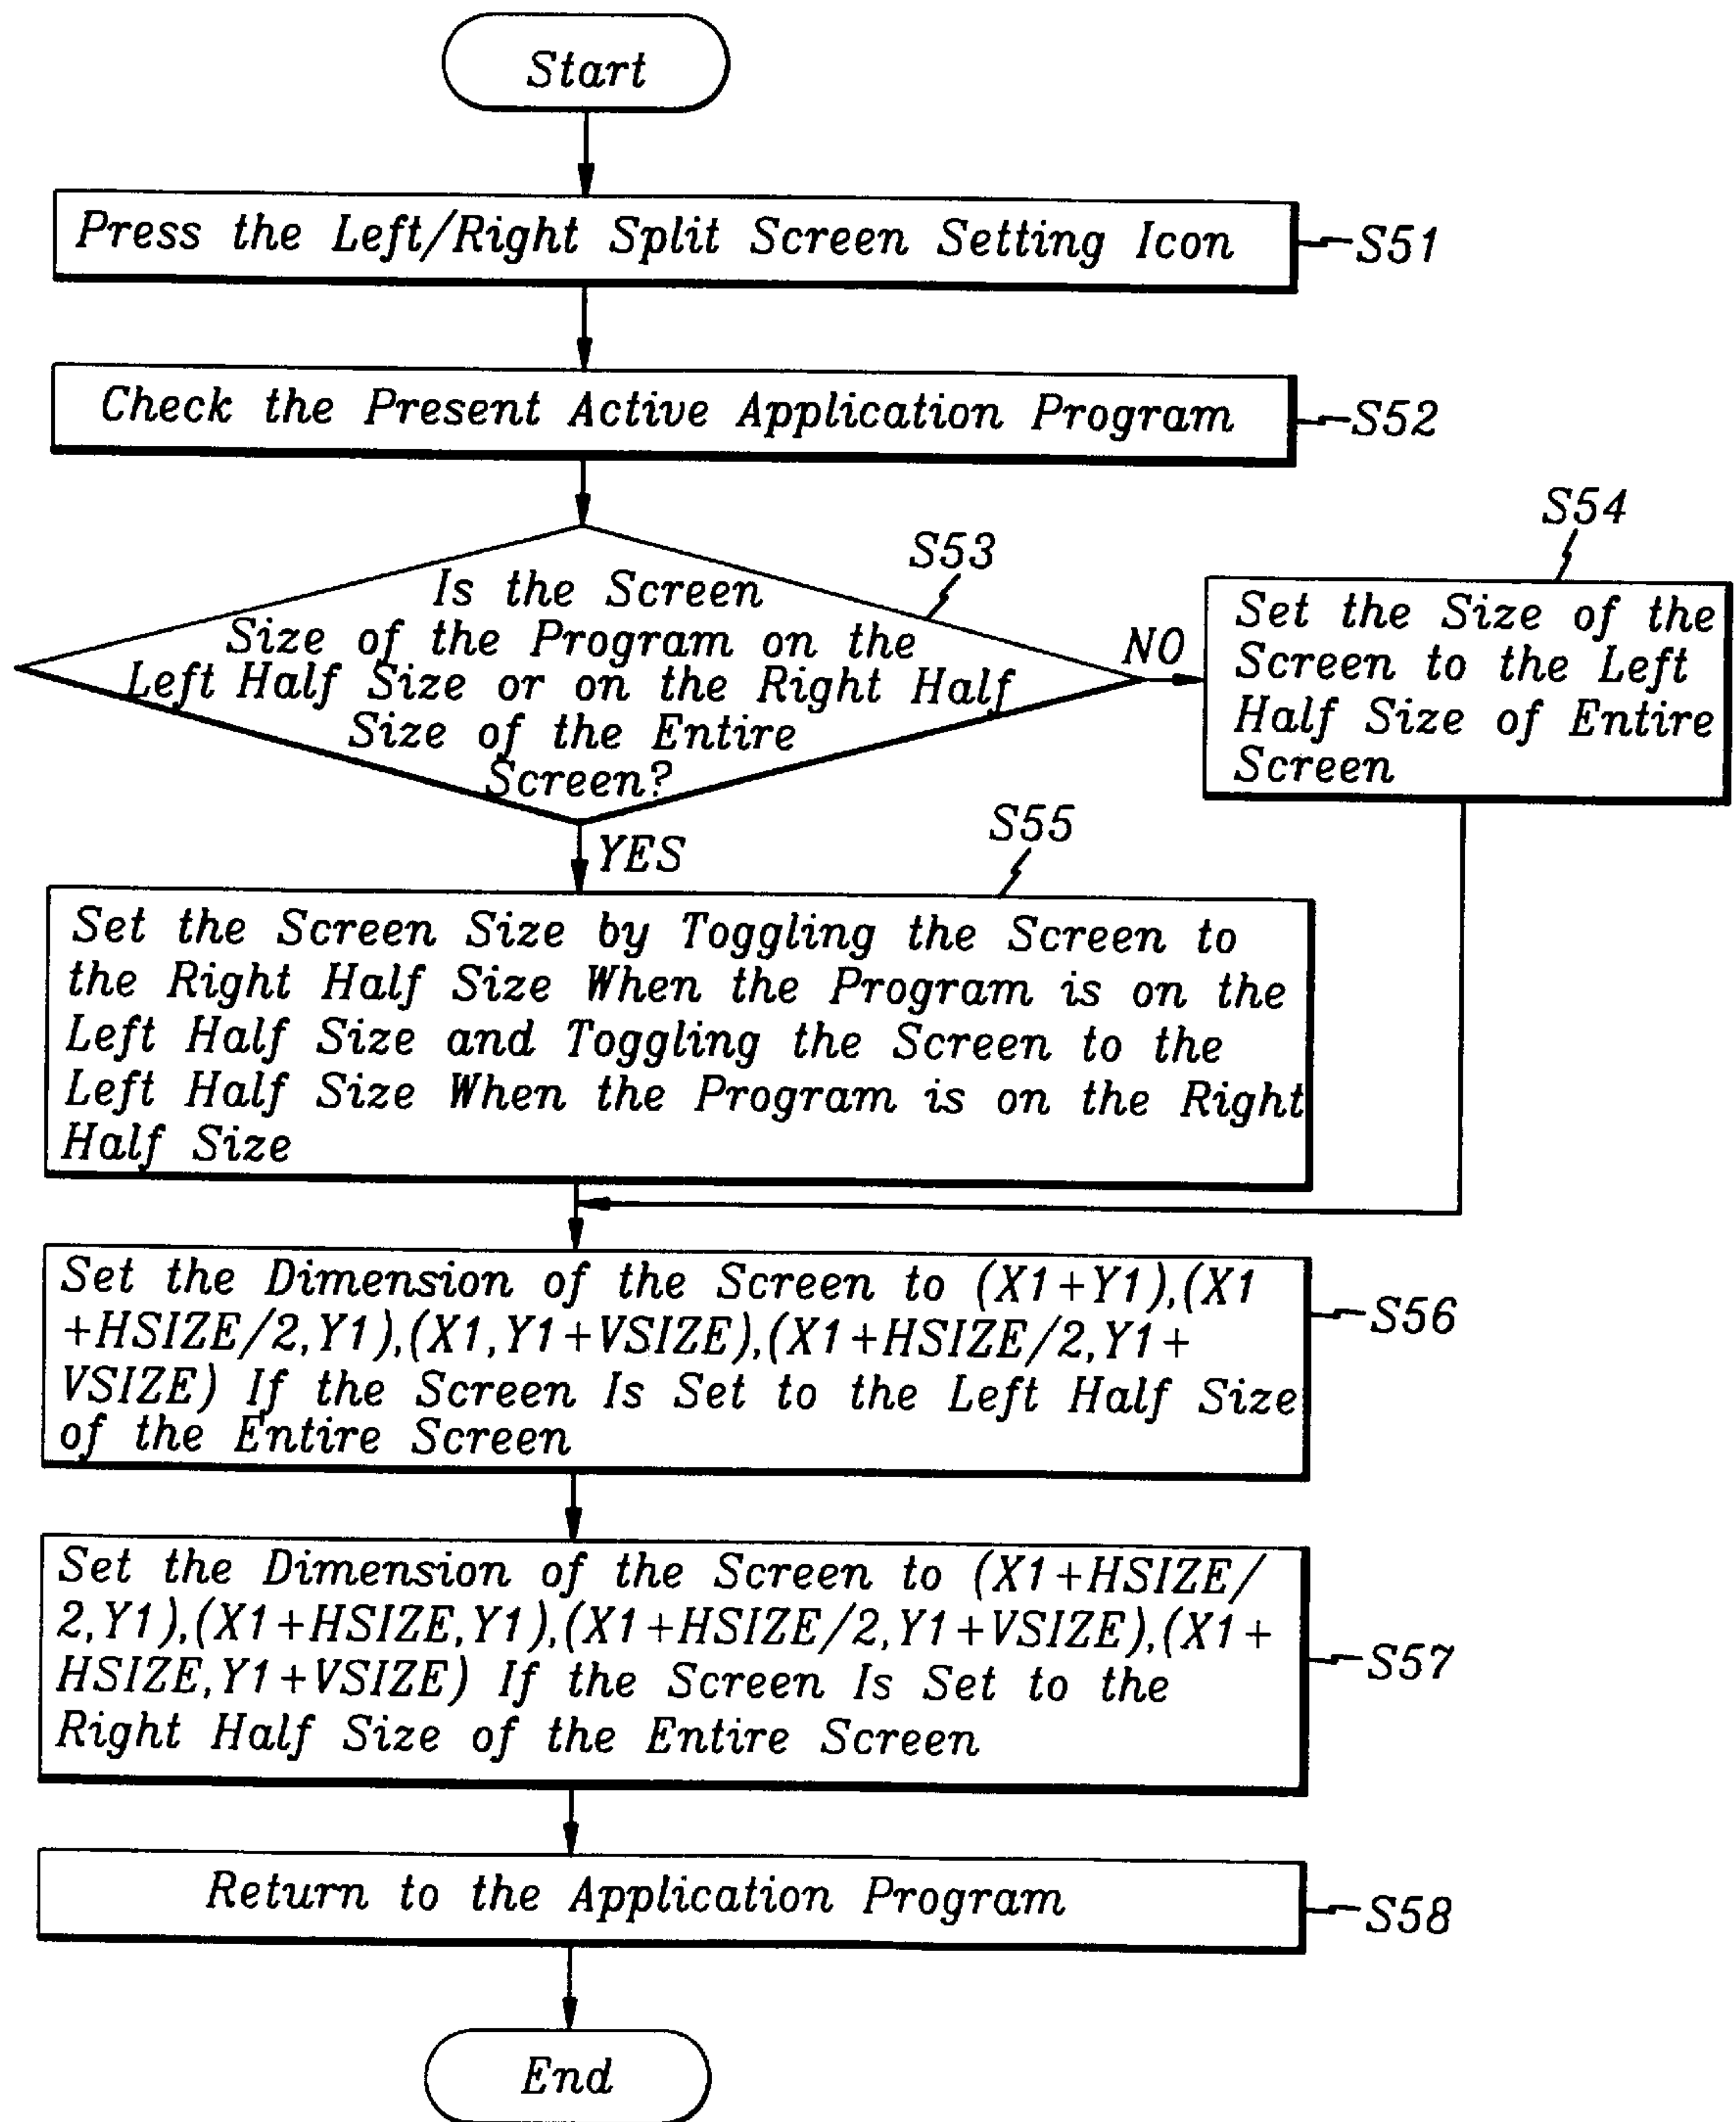 Start
Press the Left/Right Split Screen Setting Icon
S51
Check the Present Active Application Program
S52
S53
Is the Screen
Size of the Program on the
Left Half Size or on the Right Half
Size of the Entire
Screen?
NO
S54
Set the Size of the
Screen to the Left
Half Size of Entire
Screen
YES
S55
Set the Screen Size by Toggling the Screen to
the Right Half Size When the Program is on the
Left Half Size and Toggling the Screen to the
Left Half Size When the Program is on the Right
Half Size
Set the Dimension of the Screen to (X1+Y1),(X1
+HSIZE/2,Y1),(X1,Y1+VSIZE),(X1+HSIZE/2,Y1+
VSIZE) If the Screen Is Set to the Left Half Size
of the Entire Screen
S56
Set the Dimension of the Screen to (X1+HSIZE/
2,Y1),(X1+HSIZE,Y1),(X1+HSIZE/2,Y1+VSIZE),(X1+
HSIZE,Y1+VSIZE) If the Screen Is Set to the
Right Half Size of the Entire Screen
S57
Return to the Application Program
S58
End